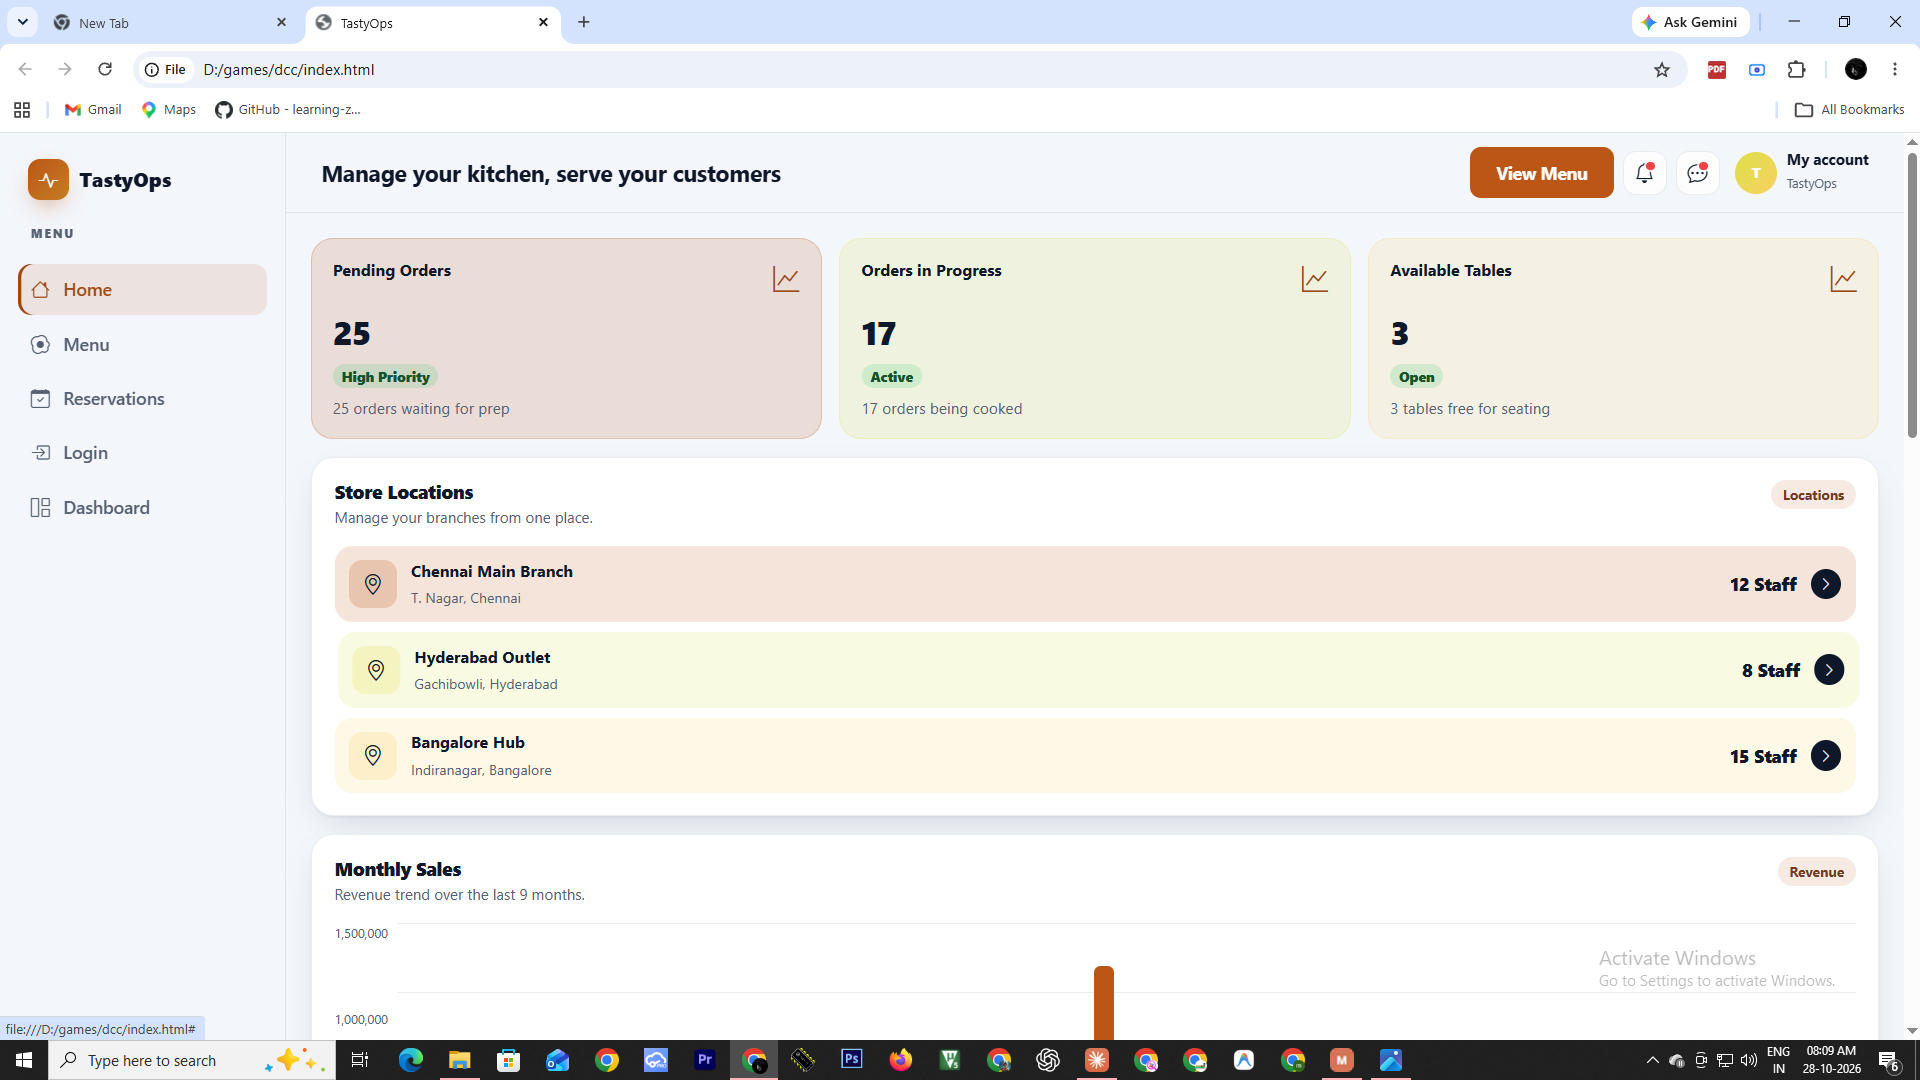 New Tab
TastyOps
Ask Gemini
File
D:/games/dcc/index.html
PDF
Gmail
Maps
GitHub - learning-z...
All Bookmarks
TastyOps
MENU
Home
Menu
Reservations
Login
Dashboard
Manage your kitchen, serve your customers
View Menu
T
My account
TastyOps
Pending Orders
25
High Priority
25 orders waiting for prep
Orders in Progress
17
Active
17 orders being cooked
Available Tables
3
Open
3 tables free for seating
Store Locations
Manage your branches from one place.
Locations
Chennai Main Branch
T. Nagar, Chennai
12 Staff
Hyderabad Outlet
Gachibowli, Hyderabad
8 Staff
Bangalore Hub
Indiranagar, Bangalore
15 Staff
Monthly Sales
Revenue trend over the last 9 months.
Revenue
1,500,000
1,000,000
Activate Windows
Go to Settings to activate Windows.
file:///D:/games/dcc/index.html#
Type here to search
Pr
Ps
M
ENG
IN
08:09 AM
28-10-2026
6